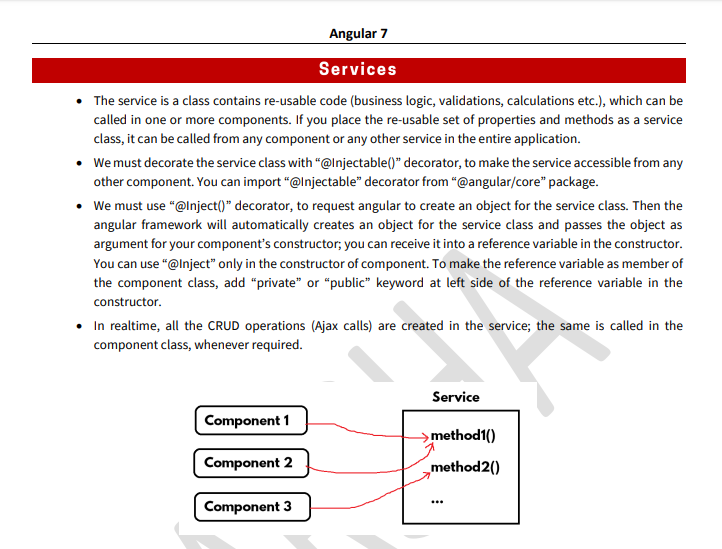 Angular 7
Services
• The service is a class contains re-usable code (business logic, validations, calculations etc.), which can be
called in one or more components. If you place the re-usable set of properties and methods as a service
class, it can be called from any component or any other service in the entire application.
• We must decorate the service class with “@Injectable()” decorator, to make the service accessible from any
other component. You can import “@Injectable” decorator from “@angular/core” package.
• We must use “@Inject()” decorator, to request angular to create an object for the service class. Then the
angular framework will automatically creates an object for the service class and passes the object as
argument for your component’s constructor; you can receive it into a reference variable in the constructor.
You can use “@Inject” only in the constructor of component. To make the reference variable as member of
the component class, add “private” or “public” keyword at left side of the reference variable in the
constructor.
• In realtime, all the CRUD operations (Ajax calls) are created in the service; the same is called in the
component class, whenever required.
Service
Component 1
method1()
Component 2
method2()
Component 3
...